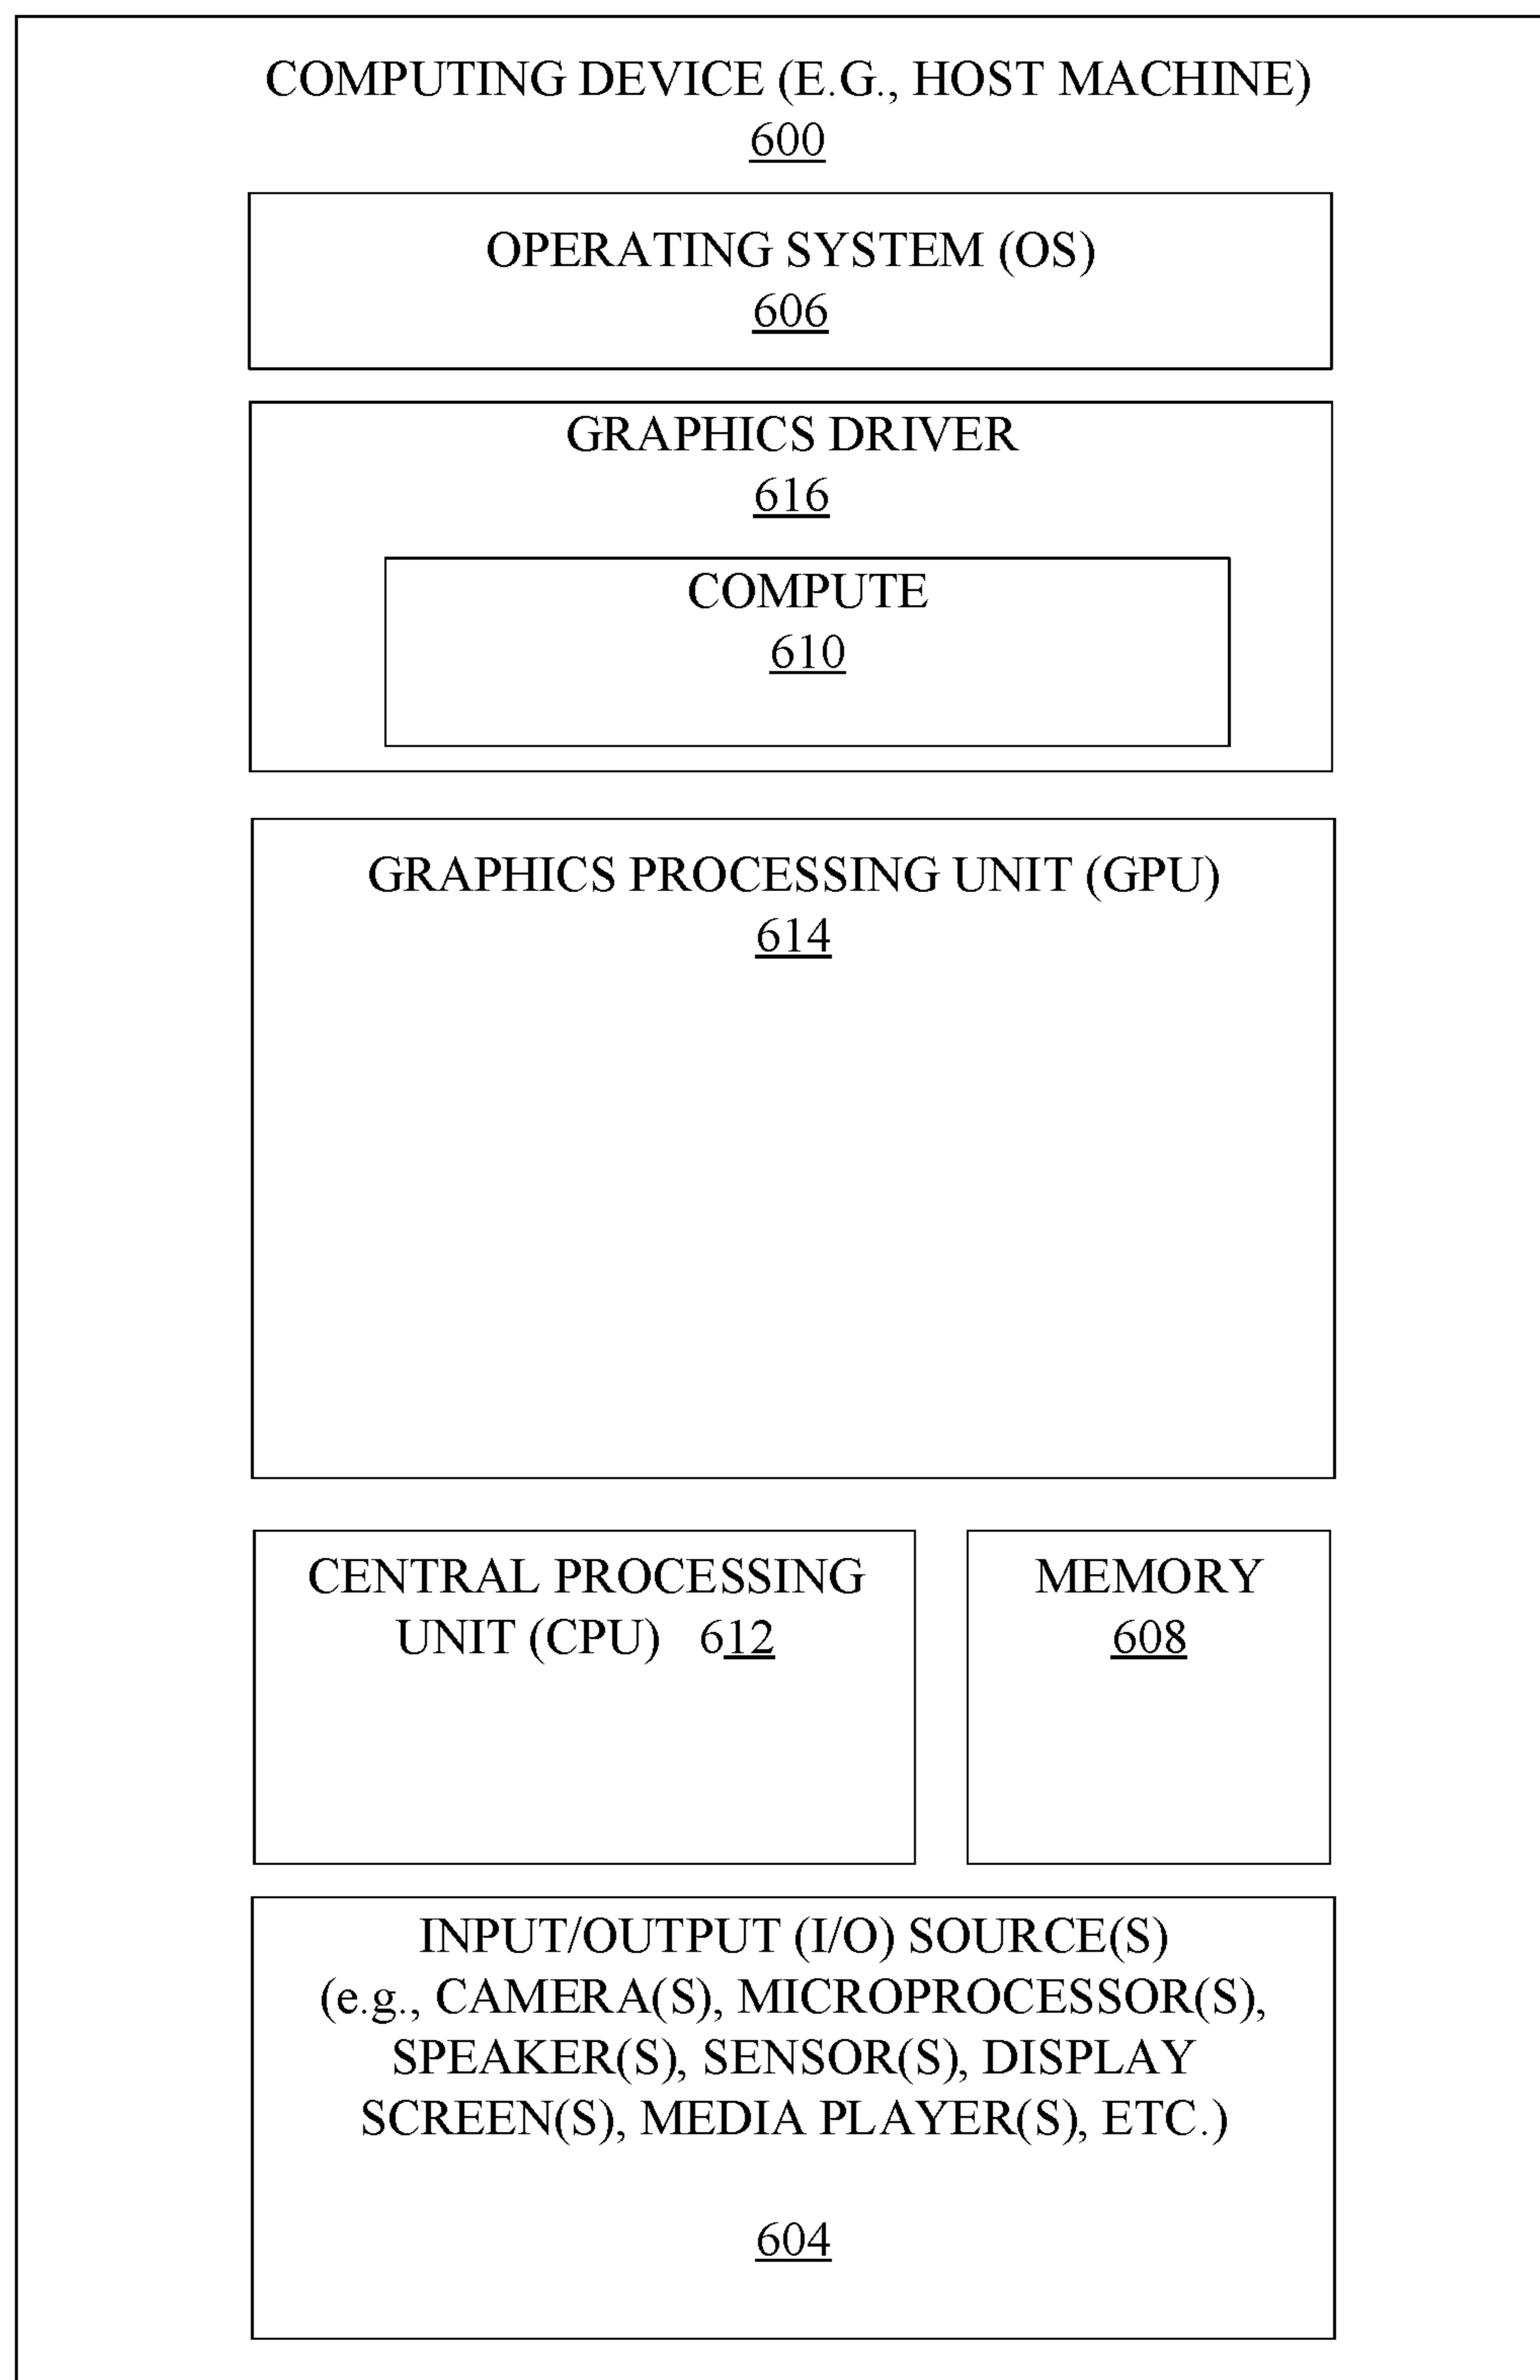 COMPUTING DEVICE (E.G., HOST MACHINE)
600
OPERATING SYSTEM (OS)
606
GRAPHICS DRIVER
616
COMPUTE
610
GRAPHICS PROCESSING UNIT (GPU)
614
CENTRAL PROCESSING
UNIT (CPU) 612
MEMORY
608
INPUT/OUTPUT (I/O) SOURCE(S)
(e.g., CAMERA(S), MICROPROCESSOR(S),
SPEAKER(S), SENSOR(S), DISPLAY
SCREEN(S), MEDIA PLAYER(S), ETC.)
604